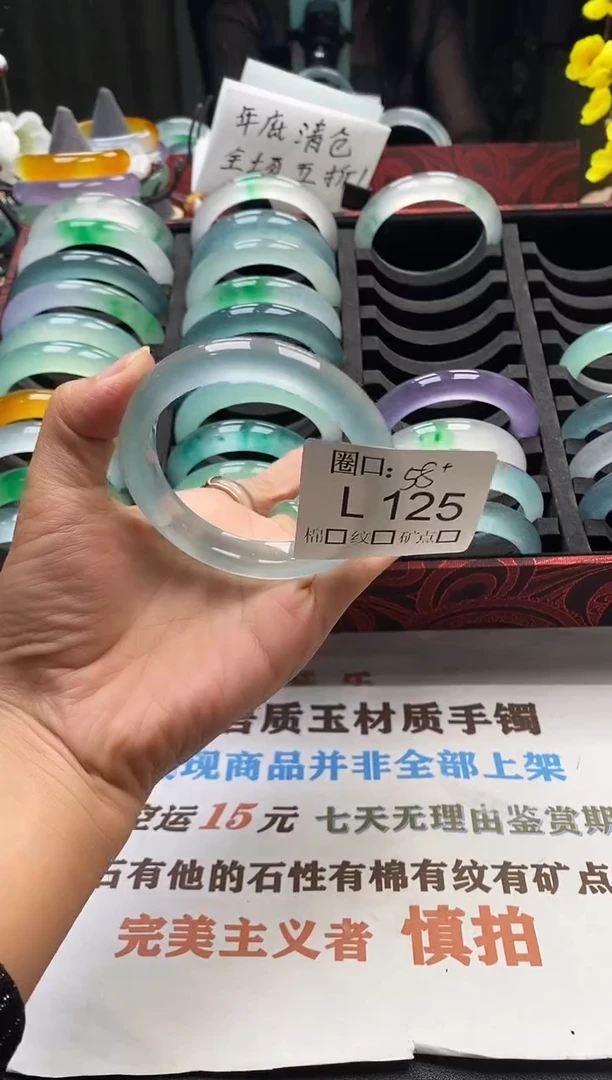 年底清仓
全场五折!
圈口: 58+
L 125
棉□纹□矿点□
质玉材质手镯
现商品并非全部上架
空运15元 七天无理由鉴赏期
石有他的石性有棉有纹有矿点
完美主义者 慎拍